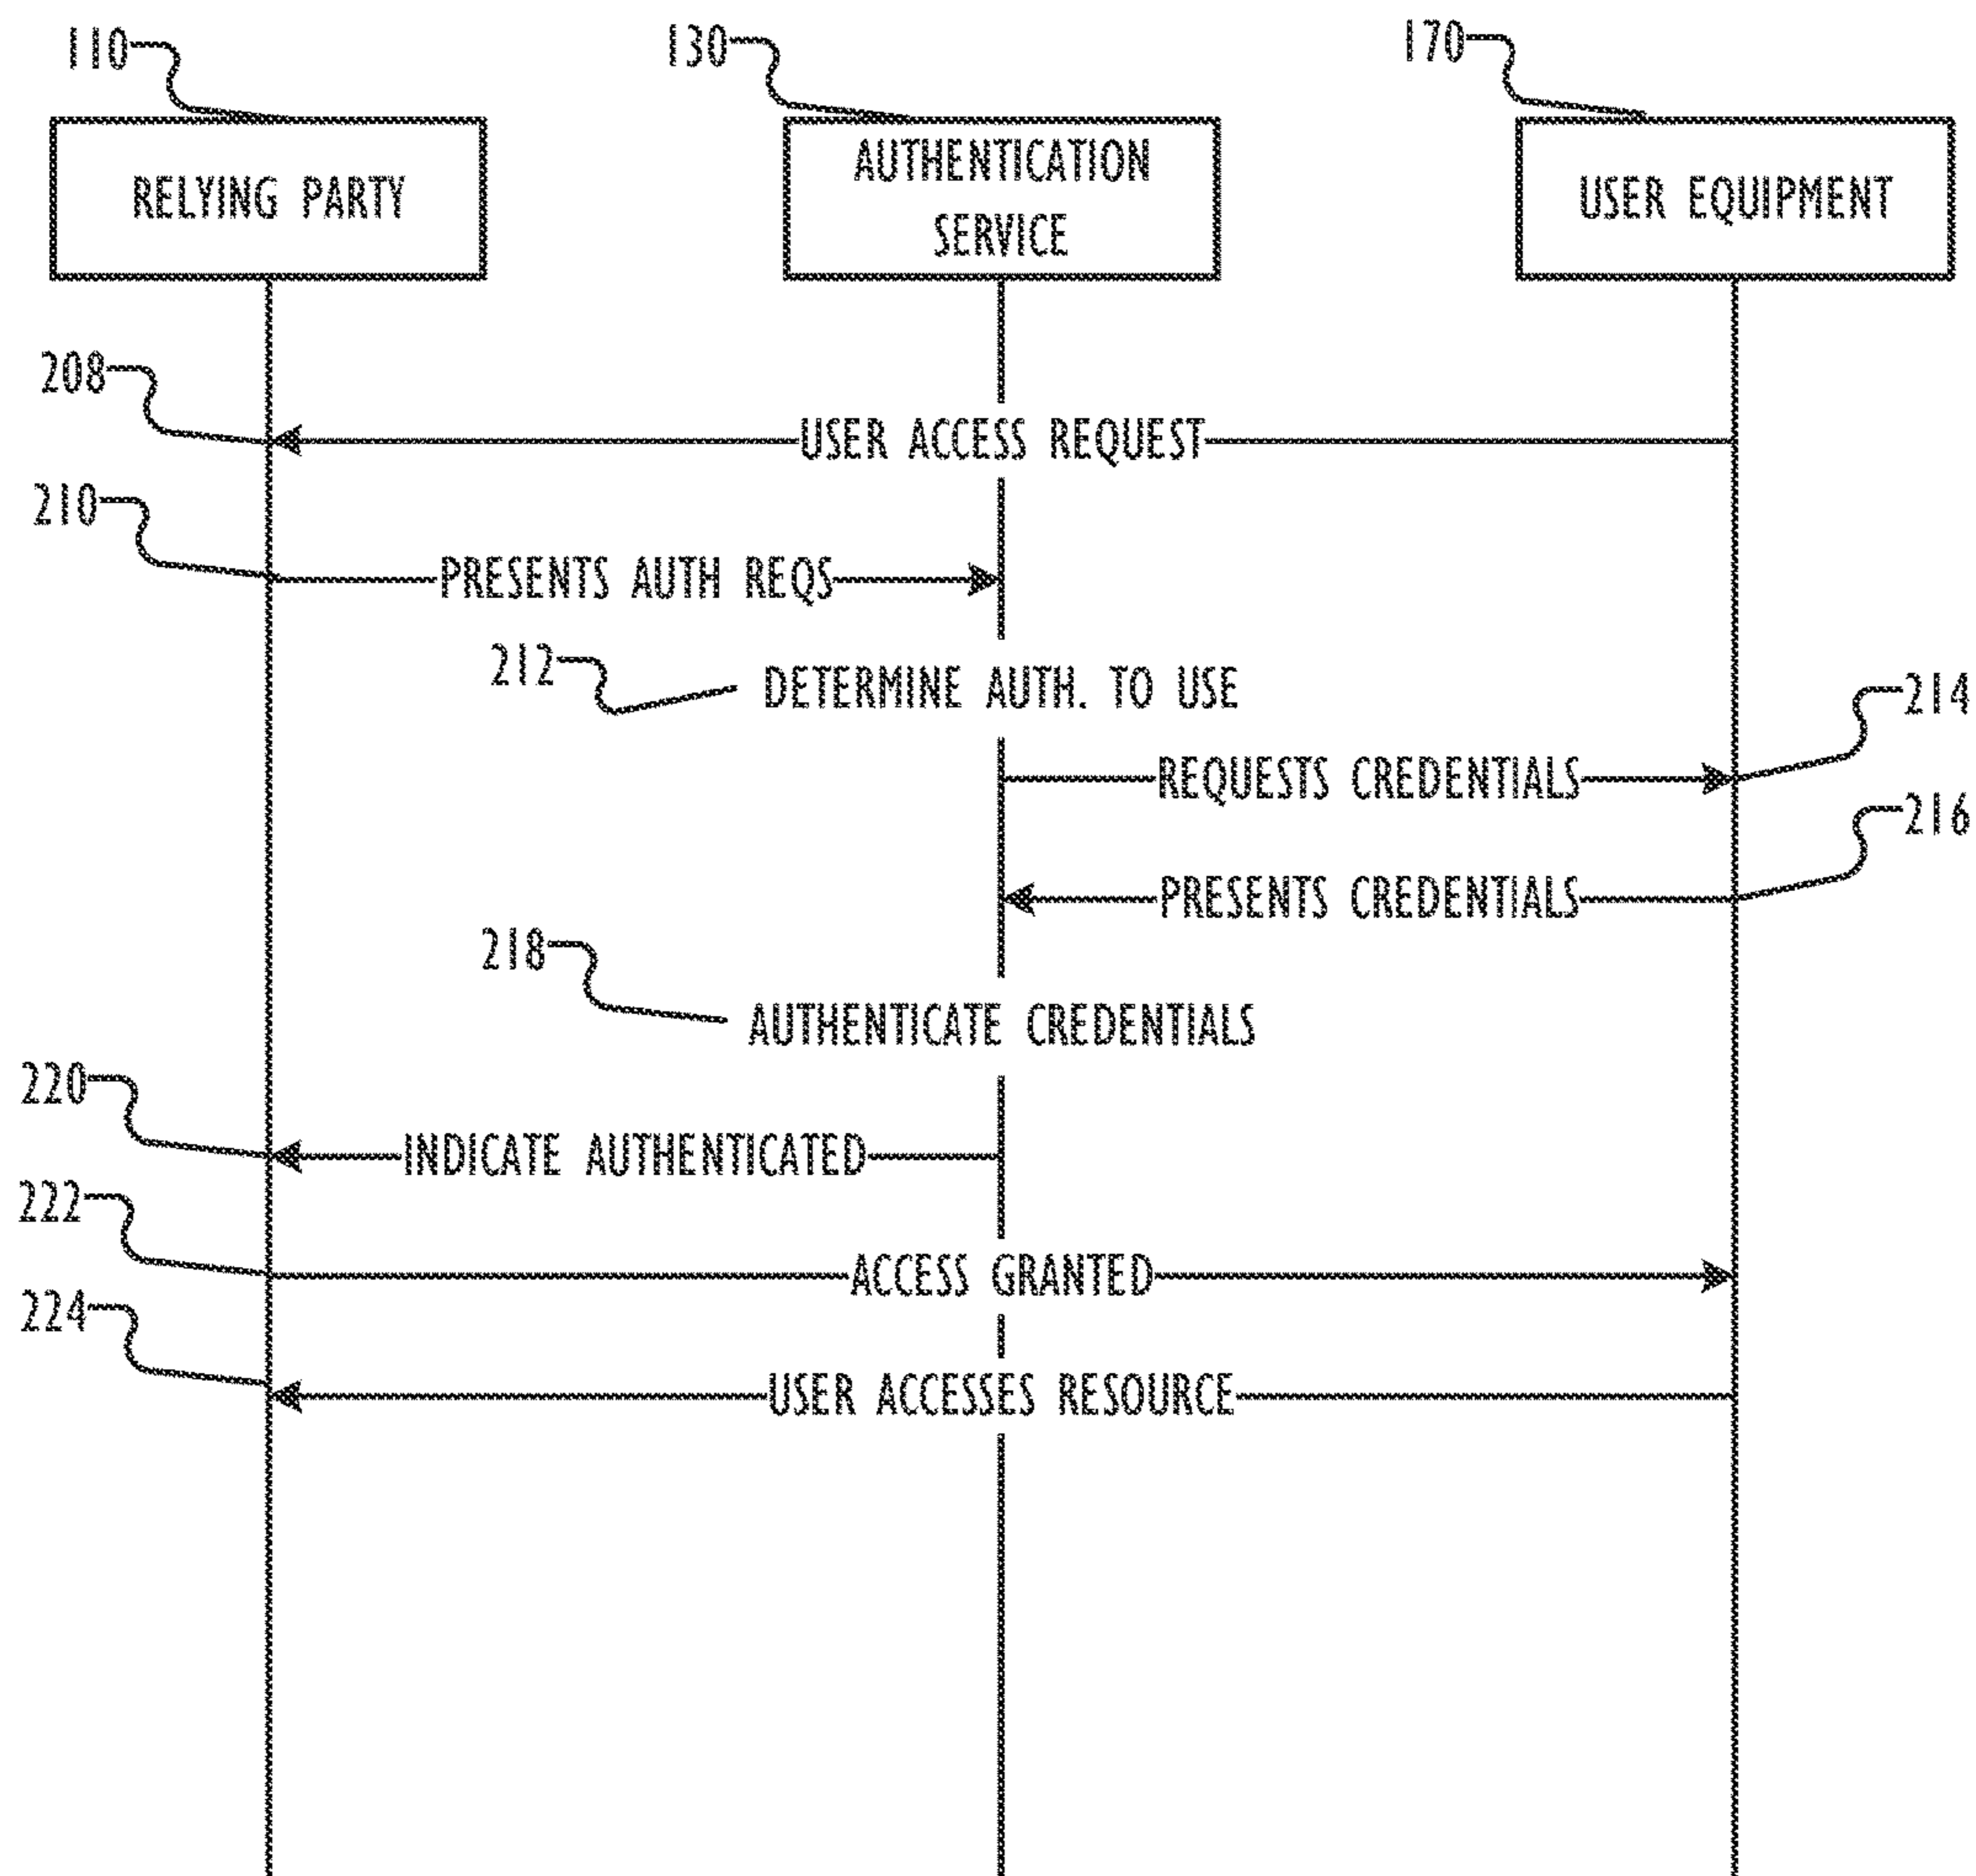 110
130
170
RELYING PARTY
AUTHENTICATION
SERVICE
USER EQUIPMENT
208
USER ACCESS REQUEST
210
PRESENTS AUTH REQS
212
DETERMINE AUTH. TO USE
214
REQUESTS CREDENTIALS
216
PRESENTS CREDENTIALS
218
AUTHENTICATE CREDENTIALS
220
INDICATE AUTHENTICATED
222
ACCESS GRANTED
224
USER ACCESSES RESOURCE